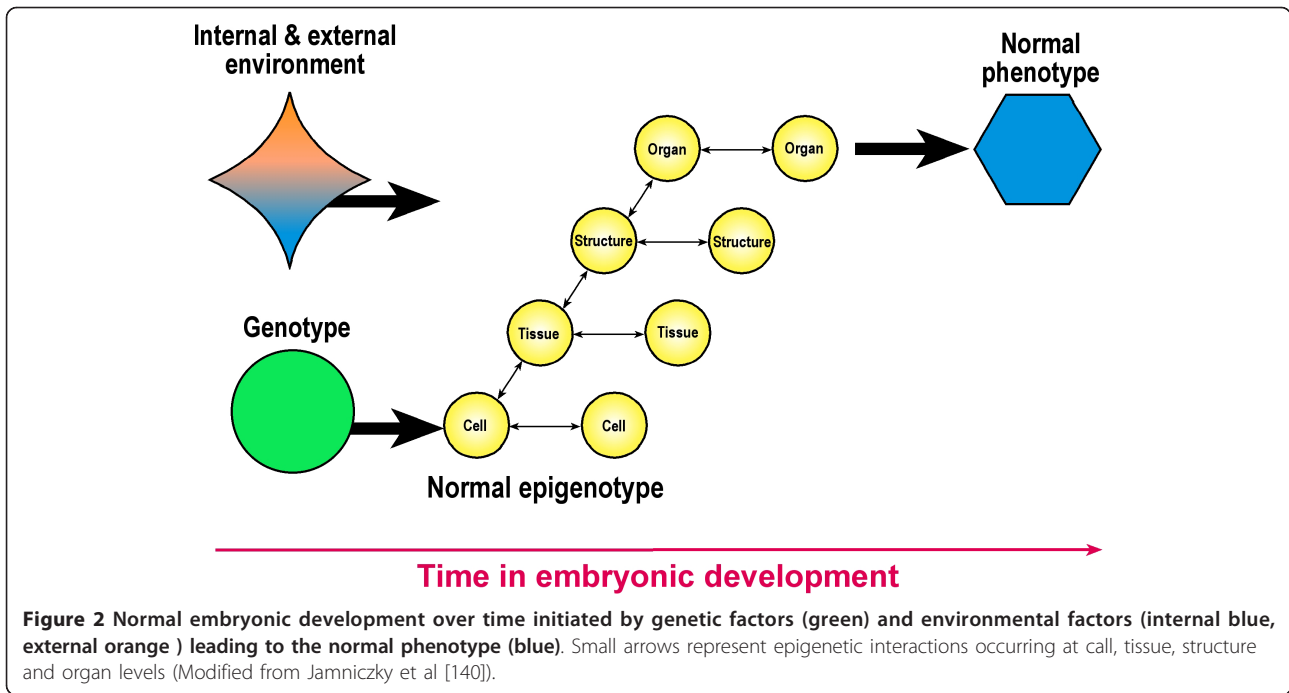 Internal & external
environment
Normal
phenotype
Organ
Organ
Structure
Structure
Genotype
Tissue
Tissue
Cell
Cell
Normal epigenotype
Time in embryonic development
Figure 2 Normal embryonic development over time initiated by genetic factors (green) and environmental factors (internal blue,
external orange ) leading to the normal phenotype (blue). Small arrows represent epigenetic interactions occurring at call, tissue, structure
and organ levels (Modified from Jamniczky et al [140]).